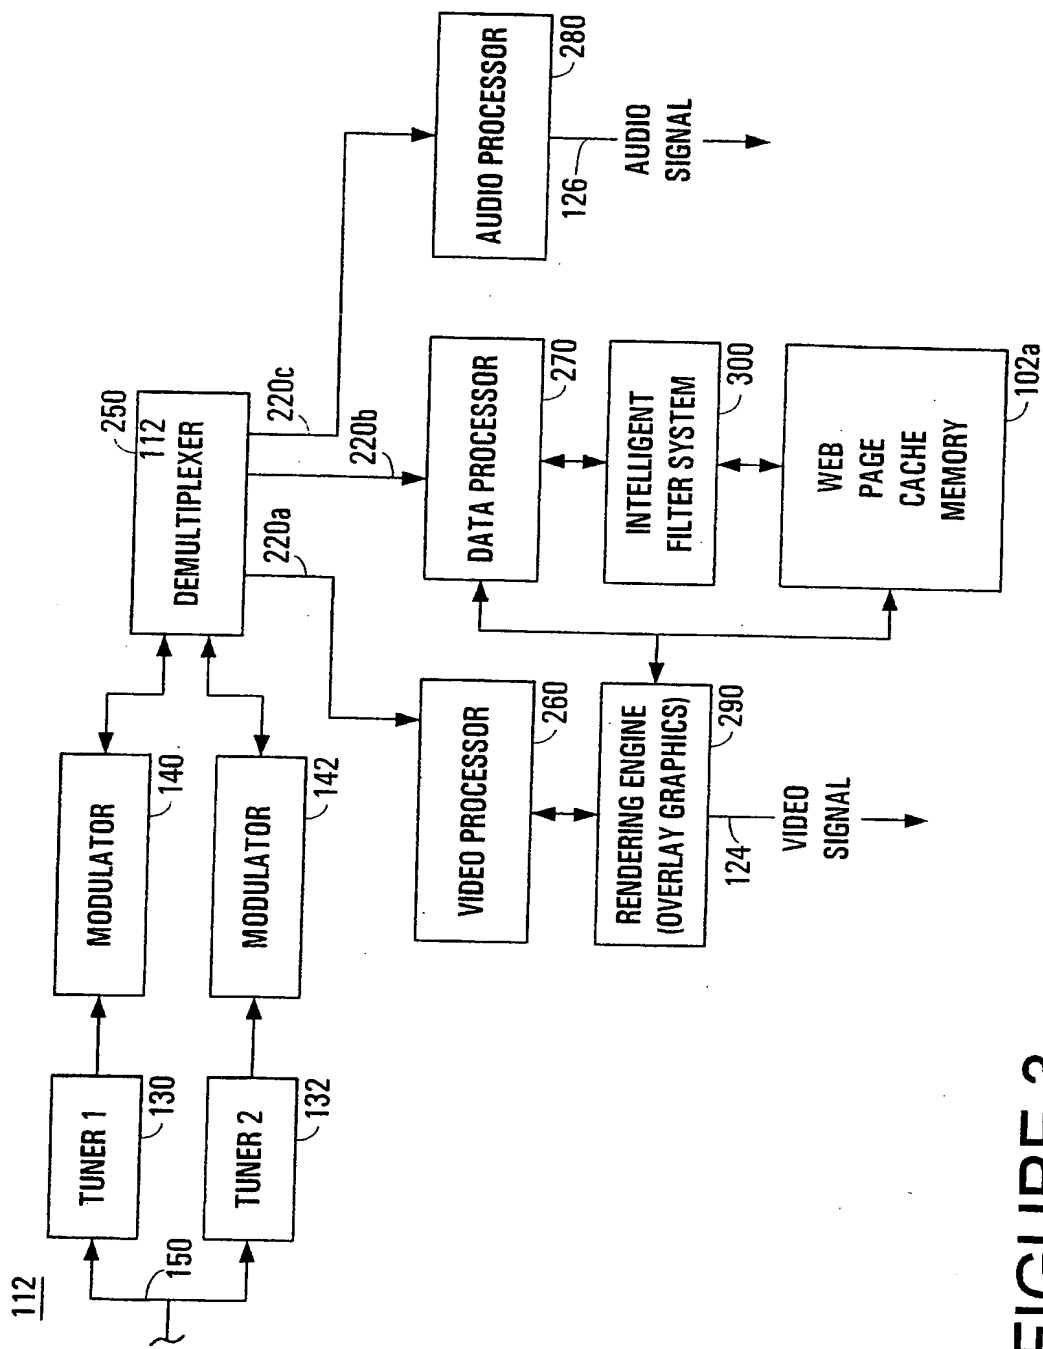 112
150
TUNER 1
130
TUNER 2
132
MODULATOR
140
MODULATOR
142
250
112
DEMULTIPLEXER
220a
220b
220c
VIDEO PROCESSOR
260
RENDERING ENGINE
(OVERLAY GRAPHICS)
290
124
VIDEO
SIGNAL
DATA PROCESSOR
270
INTELLIGENT
FILTER SYSTEM
300
WEB
PAGE
CACHE
MEMORY
102a
AUDIO PROCESSOR
280
126
AUDIO
SIGNAL
FIGURE